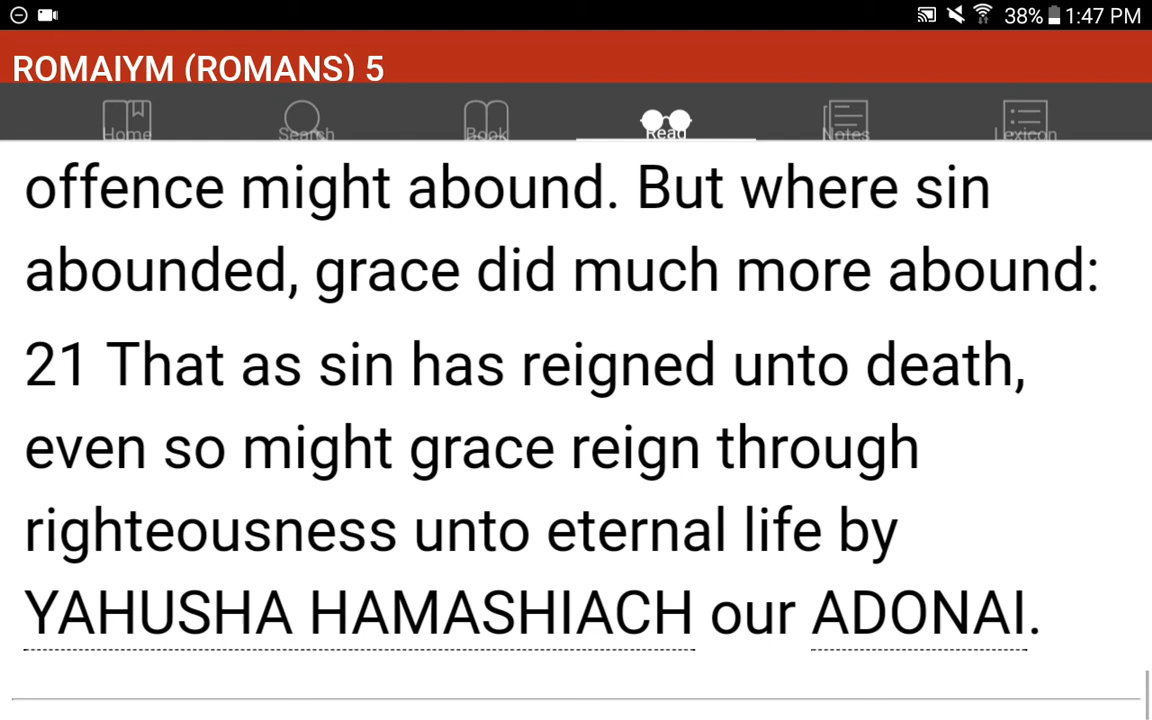 38% 1:47 PM
ROMAIYM (ROMANS) 5
Home Search Book Read Notes Lexicon
offence might abound. But where sin
abounded, grace did much more abound:
21 That as sin has reigned unto death,
even so might grace reign through
righteousness unto eternal life by
YAHUSHA HAMASHIACH our ADONAI.